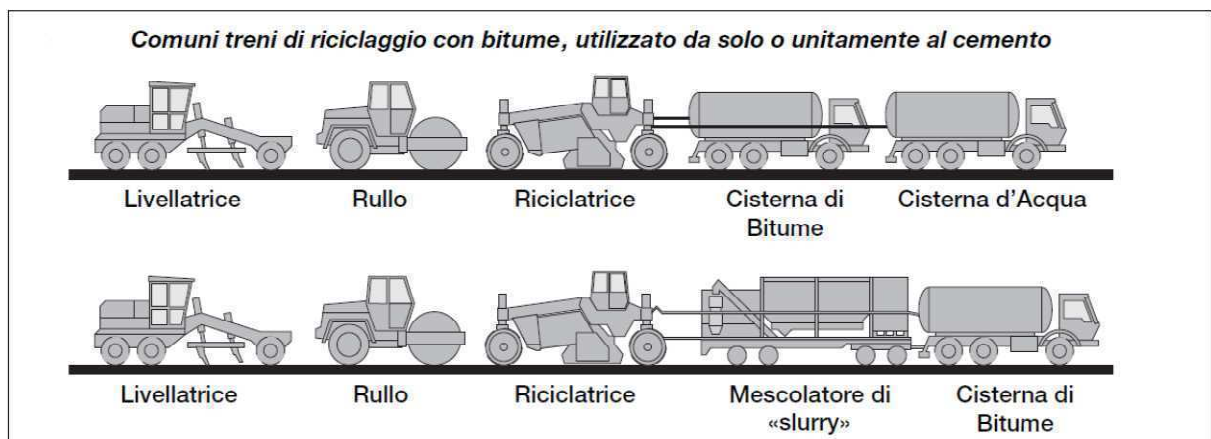 Comuni treni di riciclaggio con bitume, utilizzato da solo o unitamente al cemento
Livellatrice Rullo Riciclatrice Cisterna di Bitume Cisterna d'Acqua
Livellatrice Rullo Riciclatrice Mescolatore di «slurry» Cisterna di Bitume